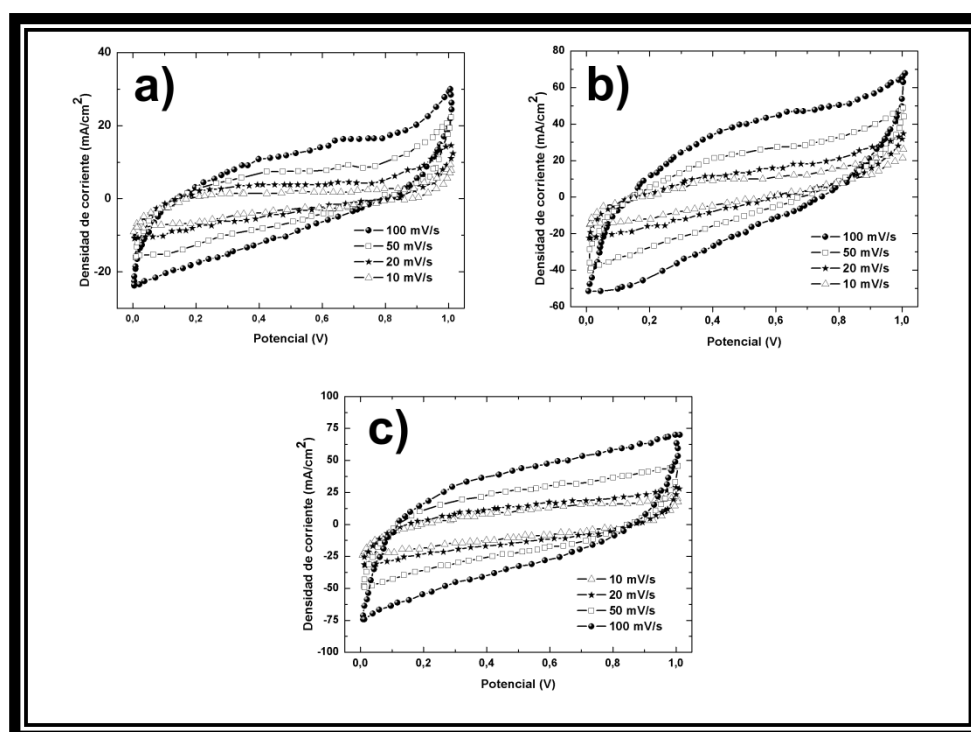 a)
Densidad de corriente (mA/cm2)
40
20
0
-20
0,0 0,2 0,4 0,6 0,8 1,0
Potencial (V)
100 mV/s
50 mV/s
20 mV/s
10 mV/s
b)
Densidad de corriente (mA/cm2)
80
60
40
20
0
-20
-40
-60
0,0 0,2 0,4 0,6 0,8 1,0
Potencial (V)
100 mV/s
50 mV/s
20 mV/s
10 mV/s
c)
Densidad de corriente (mA/cm2)
100
75
50
25
0
-25
-50
-75
-100
0,0 0,2 0,4 0,6 0,8 1,0
Potencial (V)
10 mV/s
20 mV/s
50 mV/s
100 mV/s